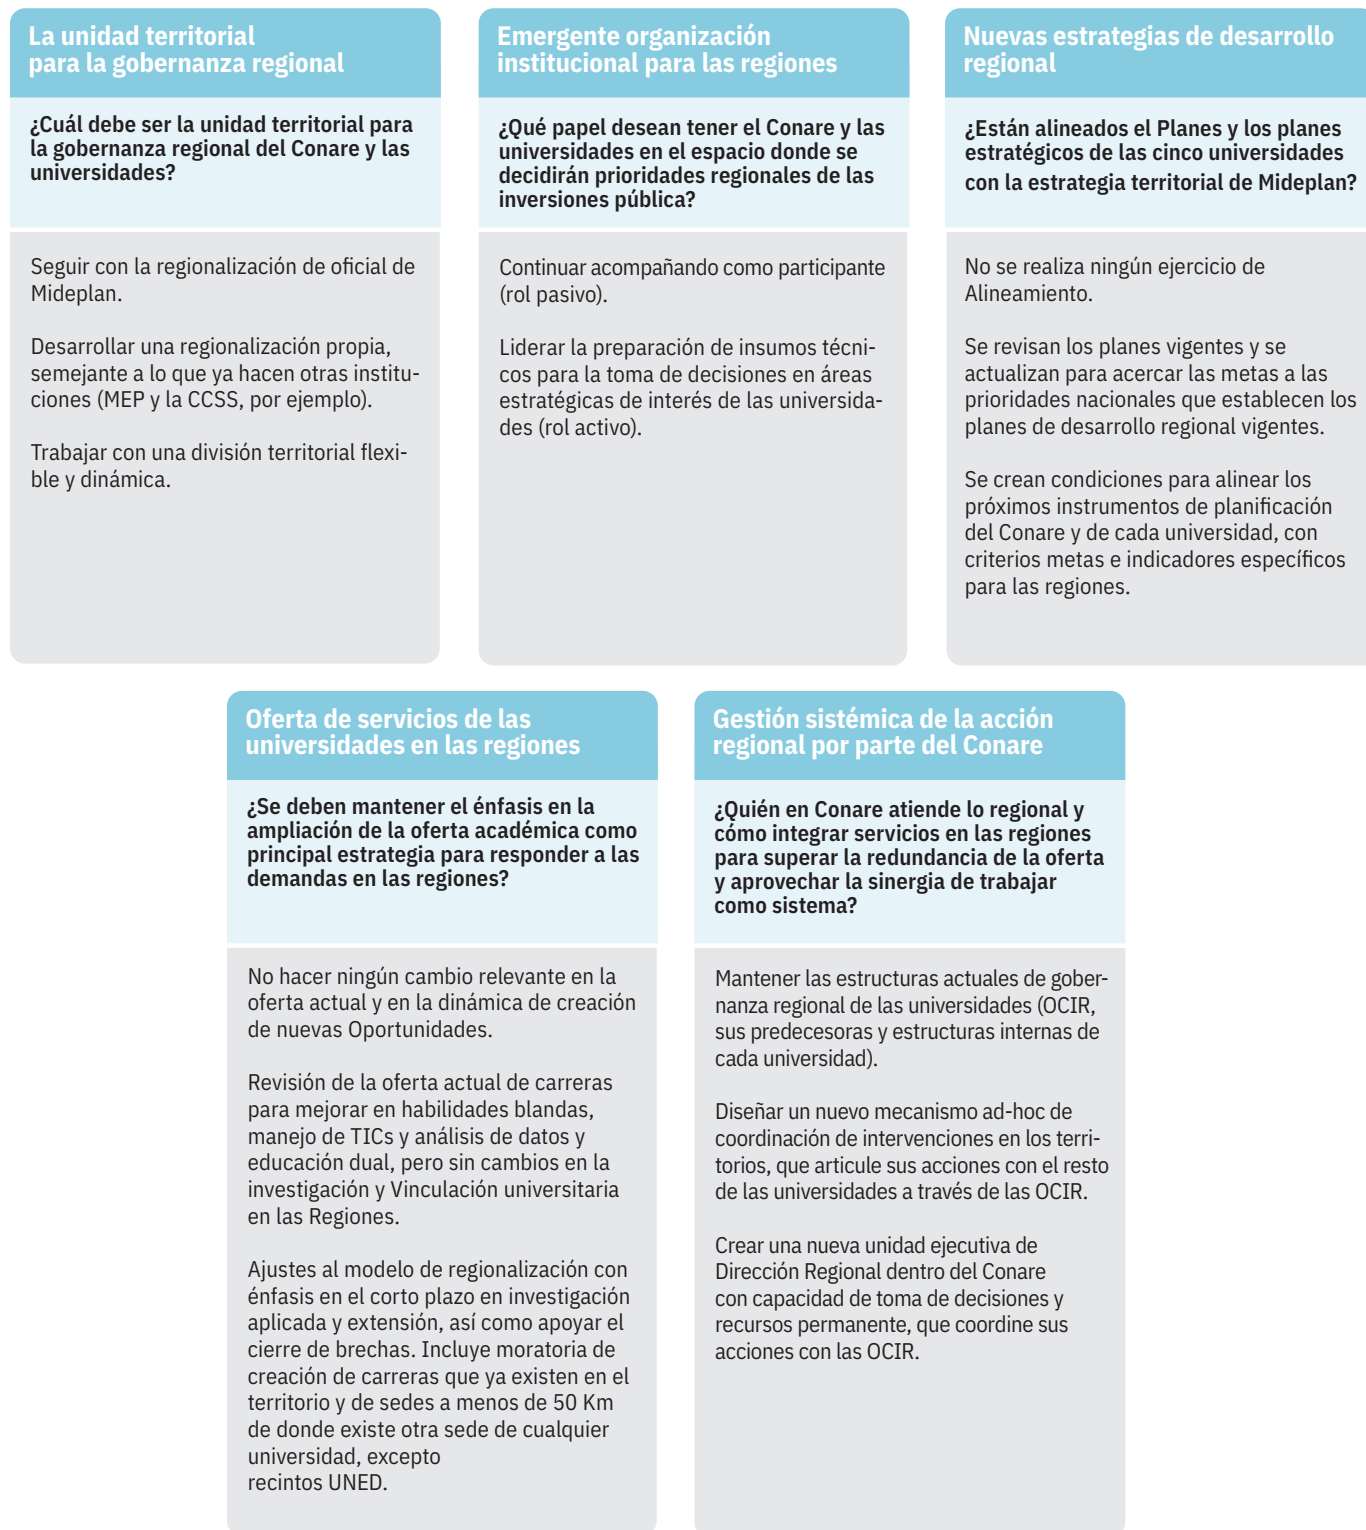 La unidad territorial
para la gobernanza regional
¿Cuál debe ser la unidad territorial para
la gobernanza regional del Conare y las
universidades?
Seguir con la regionalización de oficial de
Mideplan.
Desarrollar una regionalización propia,
semejante a lo que ya hacen otras institu-
ciones (MEP y la CCSS, por ejemplo).
Trabajar con una división territorial flexi-
ble y dinámica.
Emergente organización
institucional para las regiones
¿Qué papel desean tener el Conare y las
universidades en el espacio donde se
decidirán prioridades regionales de las
inversiones pública?
Continuar acompañando como participante
(rol pasivo).
Liderar la preparación de insumos técni-
cos para la toma de decisiones en áreas
estratégicas de interés de las universida-
des (rol activo).
Nuevas estrategias de desarrollo
regional
¿Están alineados el Planes y los planes
estratégicos de las cinco universidades
con la estrategia territorial de Mideplan?
No se realiza ningún ejercicio de
Alineamiento.
Se revisan los planes vigentes y se
actualizan para acercar las metas a las
prioridades nacionales que establecen los
planes de desarrollo regional vigentes.
Se crean condiciones para alinear los
próximos instrumentos de planificación
del Conare y de cada universidad, con
criterios metas e indicadores específicos
para las regiones.
Oferta de servicios de las
universidades en las regiones
¿Se deben mantener el énfasis en la
ampliación de la oferta académica como
principal estrategia para responder a las
demandas en las regiones?
No hacer ningún cambio relevante en la
oferta actual y en la dinámica de creación
de nuevas Oportunidades.
Revisión de la oferta actual de carreras
para mejorar en habilidades blandas,
manejo de TICs y análisis de datos y
educación dual, pero sin cambios en la
investigación y Vinculación universitaria
en las Regiones.
Ajustes al modelo de regionalización con
énfasis en el corto plazo en investigación
aplicada y extensión, así como apoyar el
cierre de brechas. Incluye moratoria de
creación de carreras que ya existen en el
territorio y de sedes a menos de 50 Km
de donde existe otra sede de cualquier
universidad, excepto
recintos UNED.
Gestión sistémica de la acción
regional por parte del Conare
¿Quién en Conare atiende lo regional y
cómo integrar servicios en las regiones
para superar la redundancia de la oferta
y aprovechar la sinergia de trabajar
como sistema?
Mantener las estructuras actuales de gober-
nanza regional de las universidades (OCIR,
sus predecesoras y estructuras internas de
cada universidad).
Diseñar un nuevo mecanismo ad-hoc de
coordinación de intervenciones en los terri-
torios, que articule sus acciones con el resto
de las universidades a través de las OCIR.
Crear una nueva unidad ejecutiva de
Dirección Regional dentro del Conare
con capacidad de toma de decisiones y
recursos permanente, que coordine sus
acciones con las OCIR.